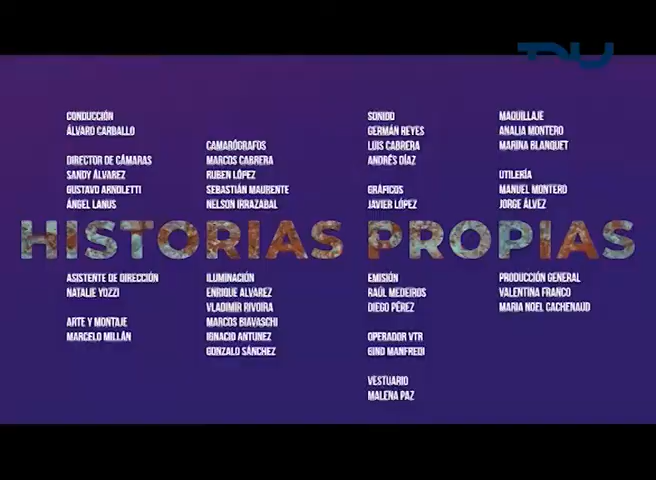 TNU
CONDUCCIÓN
ÁLVARO CARBALLO
DIRECTOR DE CÁMARAS
SANDY ÁLVAREZ
GUSTAVO ARNOLETTI
ÁNGEL LANUS
CAMARÓGRAFOS
MARCOS CABRERA
RUBEN LÓPEZ
SEBASTIÁN MAURENTE
NELSON IRRAZABAL
SONIDO
GERMÁN REYES
LUIS CABRERA
ANDRÉS DÍAZ
GRÁFICOS
JAVIER LÓPEZ
MAQUILLAJE
ANALIA MONTERO
MARINA BLANQUET
UTILERÍA
MANUEL MONTERO
JORGE ÁLVEZ
HISTORIAS PROPIAS
ASISTENTE DE DIRECCIÓN
NATALIE YOZZI
ARTE Y MONTAJE
MARCELO MILLÁN
ILUMINACIÓN
ENRIQUE ALVAREZ
VLADIMIR RIVOIRA
MARCOS BIAVASCHI
IGNACIO ANTUNEZ
GONZALO SÁNCHEZ
EMISIÓN
RAÚL MEDEIROS
DIEGO PÉREZ
OPERADOR VTR
GINO MANFREDI
VESTUARIO
MALENA PAZ
PRODUCCIÓN GENERAL
VALENTINA FRANCO
MARIA NOEL CACHENAUD